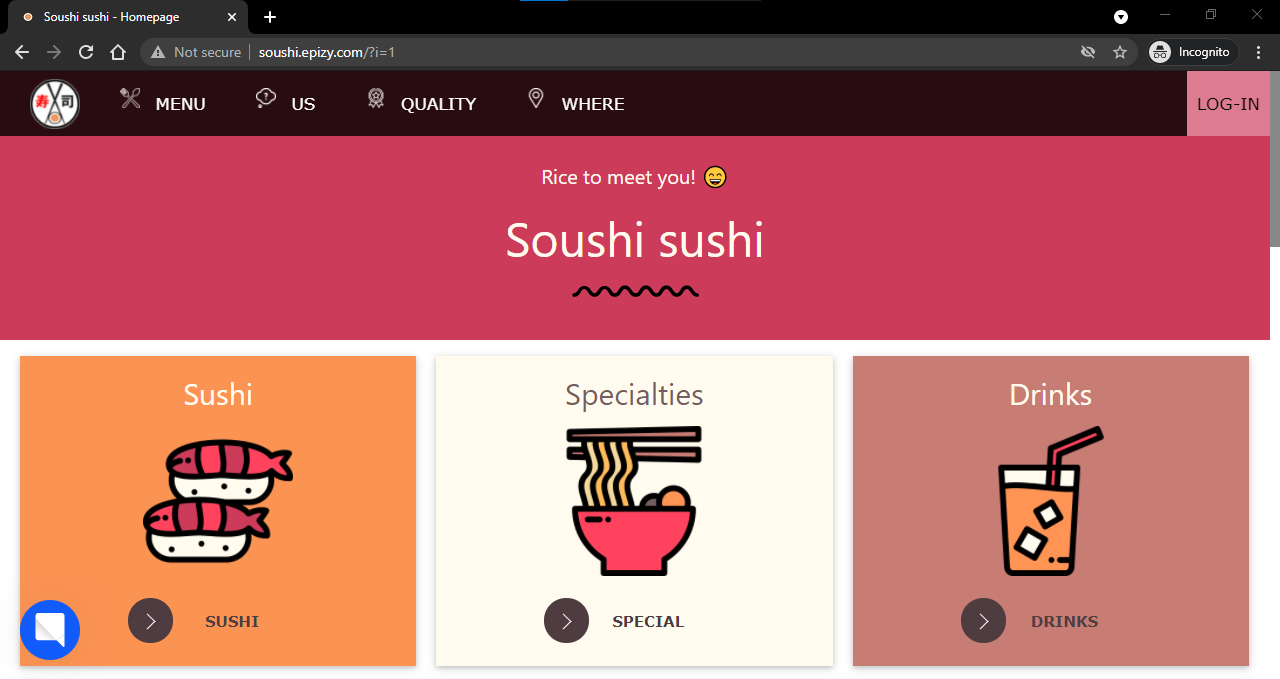 Soushi sushi - Homepage
Not secure
soushi.epizy.com/?i=1
Incognito
寿 司
MENU
US
QUALITY
WHERE
LOG-IN
Rice to meet you! 😄
Soushi sushi
Sushi
Specialties
Drinks
SUSHI
SPECIAL
DRINKS